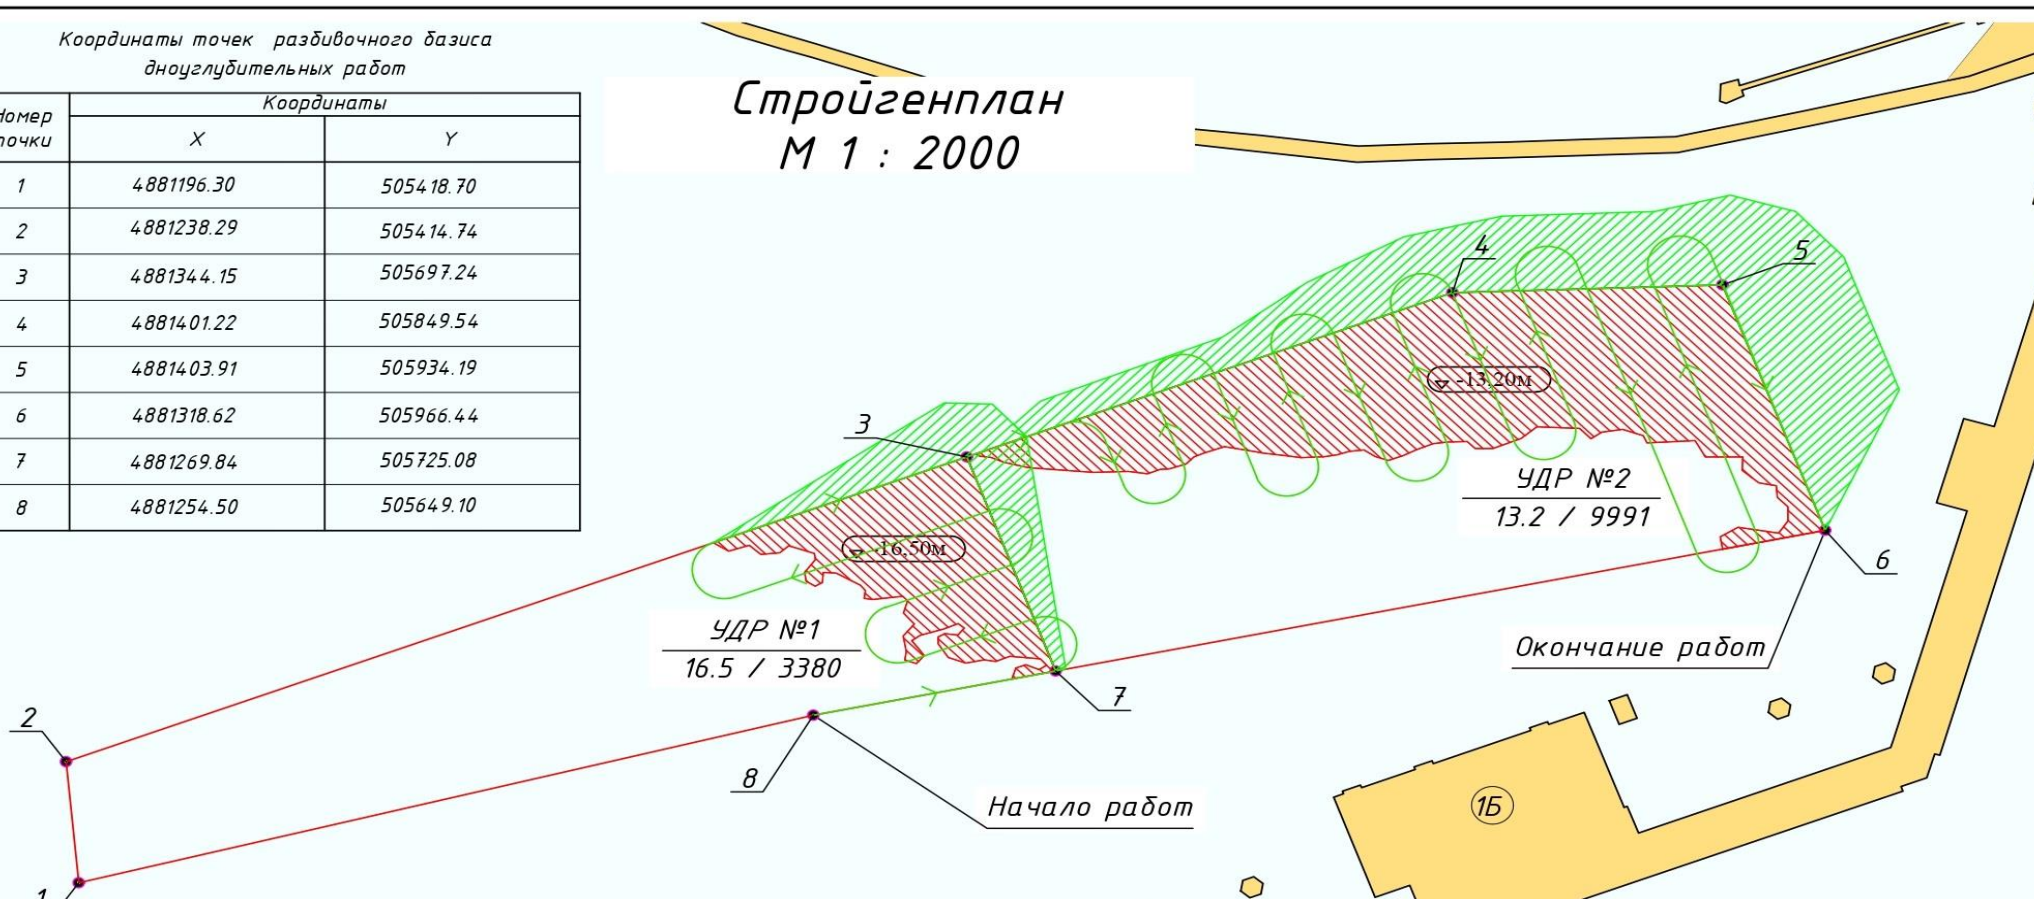 Координаты точек разбивочного базиса
дноуглубительных работ
Номер точки
Координаты
X Y
1 4881196.30 505418.70
2 4881238.29 505414.74
3 4881344.15 505697.24
4 4881401.22 505849.54
5 4881403.91 505934.19
6 4881318.62 505966.44
7 4881269.84 505725.08
8 4881254.50 505649.10
Стройгенплан
М 1 : 2000
4
5
3
-13.20м
УДР №2
13.2 / 9991
-16.50м
6
УДР №1
16.5 / 3380
Окончание работ
7
2
8
Начало работ
1Б
1